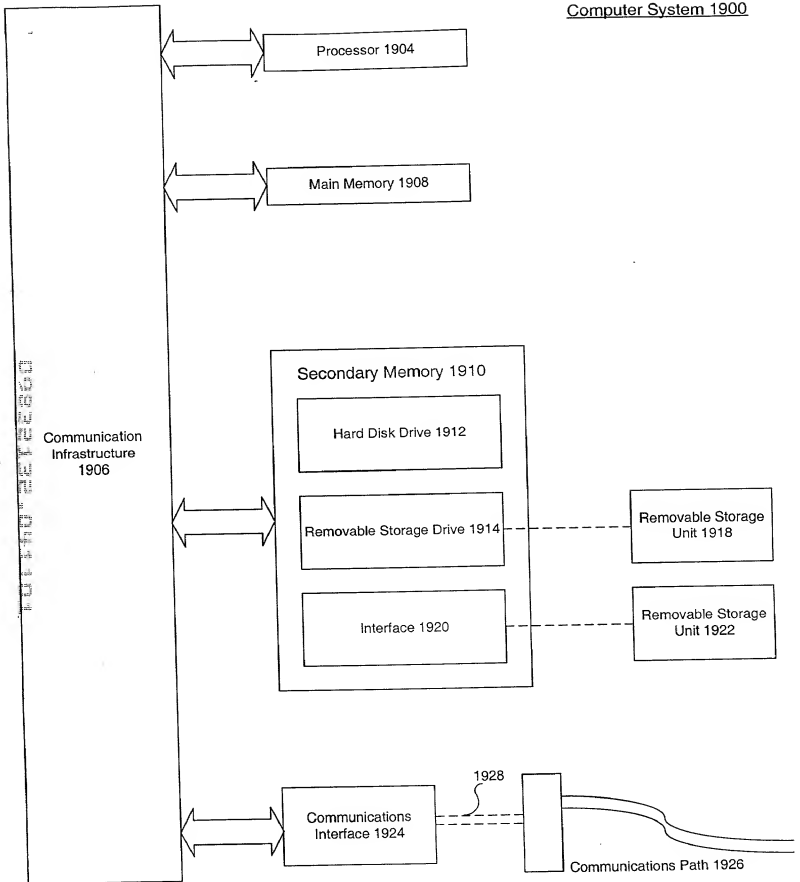 Computer System 1900
Processor 1904
Main Memory 1908
Communication
Infrastructure
1906
Secondary Memory 1910
Hard Disk Drive 1912
Removable Storage Drive 1914
Removable Storage
Unit 1918
Interface 1920
Removable Storage
Unit 1922
1928
Communications
Interface 1924
Communications Path 1926